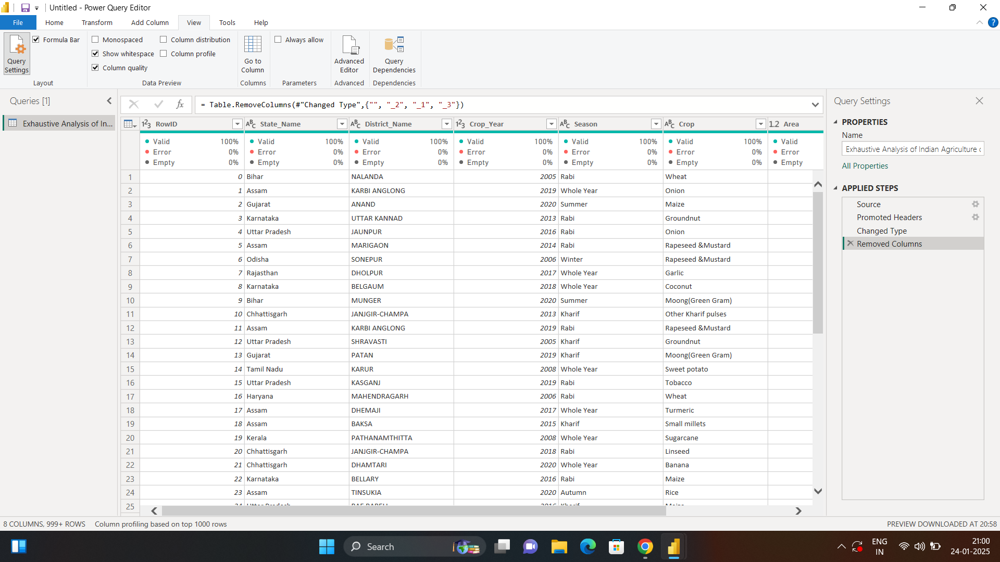 Untitled - Power Query Editor
File Home Transform Add Column View Tools Help
Query Settings
Formula Bar
Layout
Monospaced
Show whitespace
Column quality
Column distribution
Column profile
Data Preview
Go to Column
Columns
Always allow
Parameters
Advanced Editor
Advanced
Query Dependencies
Dependencies
Queries [1]
Exhaustive Analysis of In...
fx = Table.RemoveColumns(#"Changed Type",{"", "_2", "_1", "_3"})
RowID State_Name District_Name Crop_Year Season Crop 1.2 Area
Valid 100% Valid 100% Valid 100% Valid 100% Valid 100% Valid 100% Valid
Error 0% Error 0% Error 0% Error 0% Error 0% Error 0% Error
Empty 0% Empty 0% Empty 0% Empty 0% Empty 0% Empty 0% Empty
1 0 Bihar NALANDA 2005 Rabi Wheat
2 1 Assam KARBI ANGLONG 2019 Whole Year Onion
3 2 Gujarat ANAND 2020 Summer Maize
4 3 Karnataka UTTAR KANNAD 2013 Rabi Groundnut
5 4 Uttar Pradesh JAUNPUR 2016 Rabi Onion
6 5 Assam MARIGAON 2014 Rabi Rapeseed &Mustard
7 6 Odisha SONEPUR 2006 Winter Rapeseed &Mustard
8 7 Rajasthan DHOLPUR 2017 Whole Year Garlic
9 8 Karnataka BELGAUM 2018 Whole Year Coconut
10 9 Bihar MUNGER 2020 Summer Moong(Green Gram)
11 10 Chhattisgarh JANJGIR-CHAMPA 2013 Kharif Other Kharif pulses
12 11 Assam KARBI ANGLONG 2019 Rabi Rapeseed &Mustard
13 12 Uttar Pradesh SHRAVASTI 2005 Kharif Groundnut
14 13 Gujarat PATAN 2019 Kharif Moong(Green Gram)
15 14 Tamil Nadu KARUR 2008 Whole Year Sweet potato
16 15 Uttar Pradesh KASGANJ 2019 Rabi Tobacco
17 16 Haryana MAHENDRAGARH 2006 Rabi Wheat
18 17 Assam DHEMAJI 2017 Whole Year Turmeric
19 18 Assam BAKSA 2015 Kharif Small millets
20 19 Kerala PATHANAMTHITTA 2008 Whole Year Sugarcane
21 20 Chhattisgarh JANJGIR-CHAMPA 2018 Rabi Linseed
22 21 Chhattisgarh DHAMTARI 2020 Whole Year Banana
23 22 Karnataka BELLARY 2016 Rabi Maize
24 23 Assam TINSUKIA 2020 Autumn Rice
25
Query Settings
PROPERTIES
Name
Exhaustive Analysis of Indian Agriculture
All Properties
APPLIED STEPS
Source
Promoted Headers
Changed Type
Removed Columns
8 COLUMNS, 999+ ROWS Column profiling based on top 1000 rows PREVIEW DOWNLOADED AT 20:58
Search
ENG
IN
21:00
24-01-2025